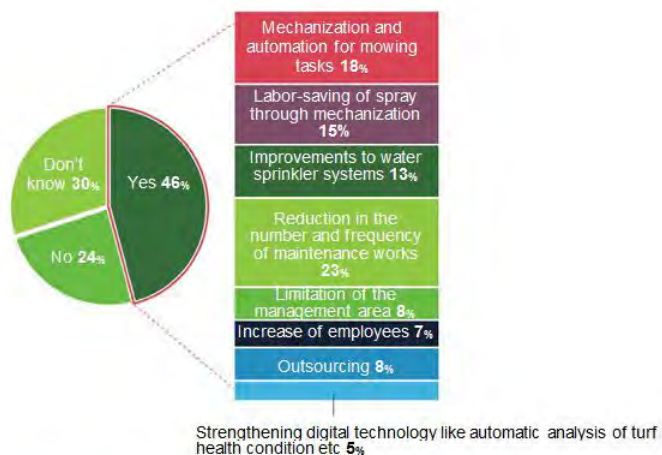 Mechanization and
automation for mowing
tasks 18%
Labor-saving of spray
through mechanization
15%
Improvements to water
sprinkler systems 13%
Reduction in the
number and frequency
of maintenance works
23%
Limitation of the
management area 8%
Increase of employees 7%
Outsourcing 8%
Strengthening digital technology like automatic analysis of turf
health condition etc 5%
Don't
know 30%
Yes 46%
No 24%